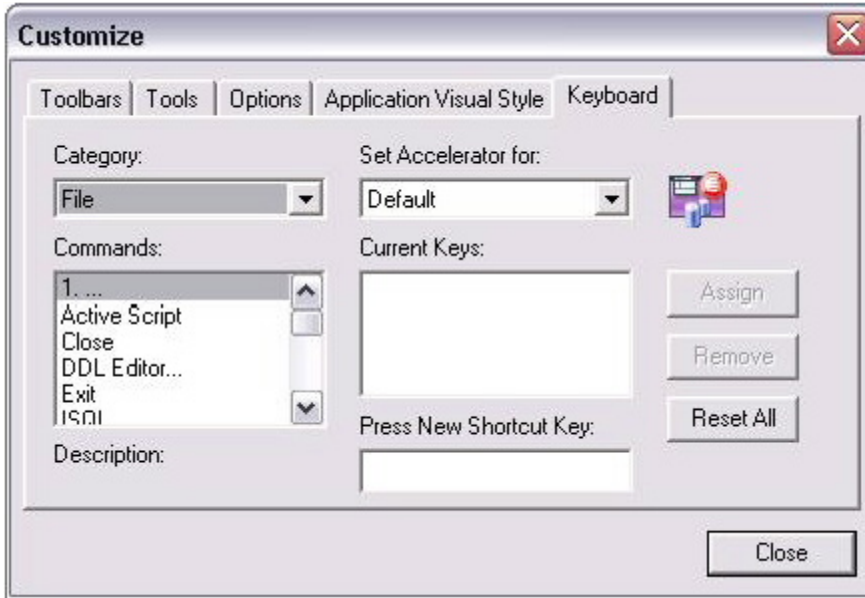 Customize
Toolbars Tools Options Application Visual Style Keyboard
Category:
File
Set Accelerator for:
Default
Commands:
1. ...
Active Script
Close
DDL Editor...
Exit
ISQL
Description:
Current Keys:
Press New Shortcut Key:
Assign
Remove
Reset All
Close